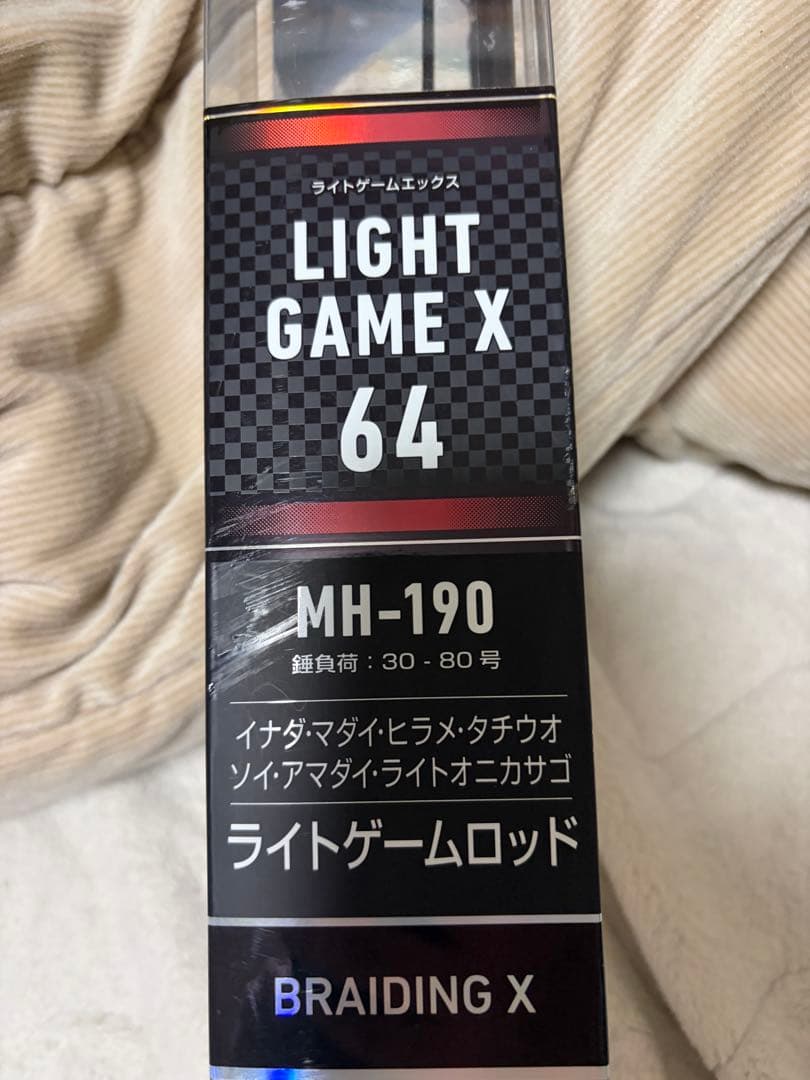 ライトゲームエックス
LIGHT
GAME X
64
MH-190
錘負荷：30 - 80 号
イナダ・マダイ・ヒラメ・タチウオ
ソイ・アマダイ・ライトオニカサゴ
ライトゲームロッド
BRAIDING X